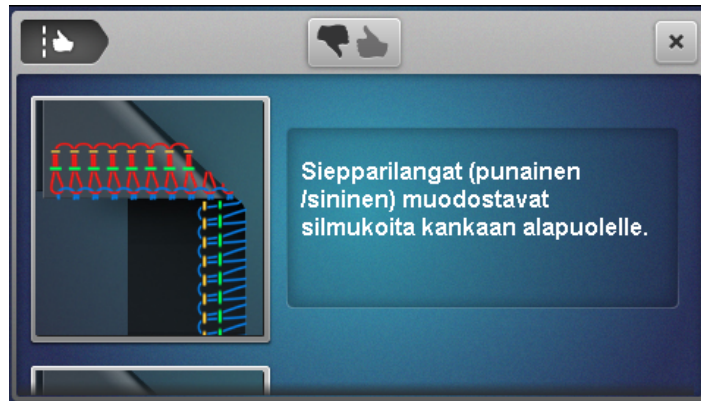 Siepparilangat (punainen
/sininen) muodostavat
silmukoita kankaan alapuolelle.